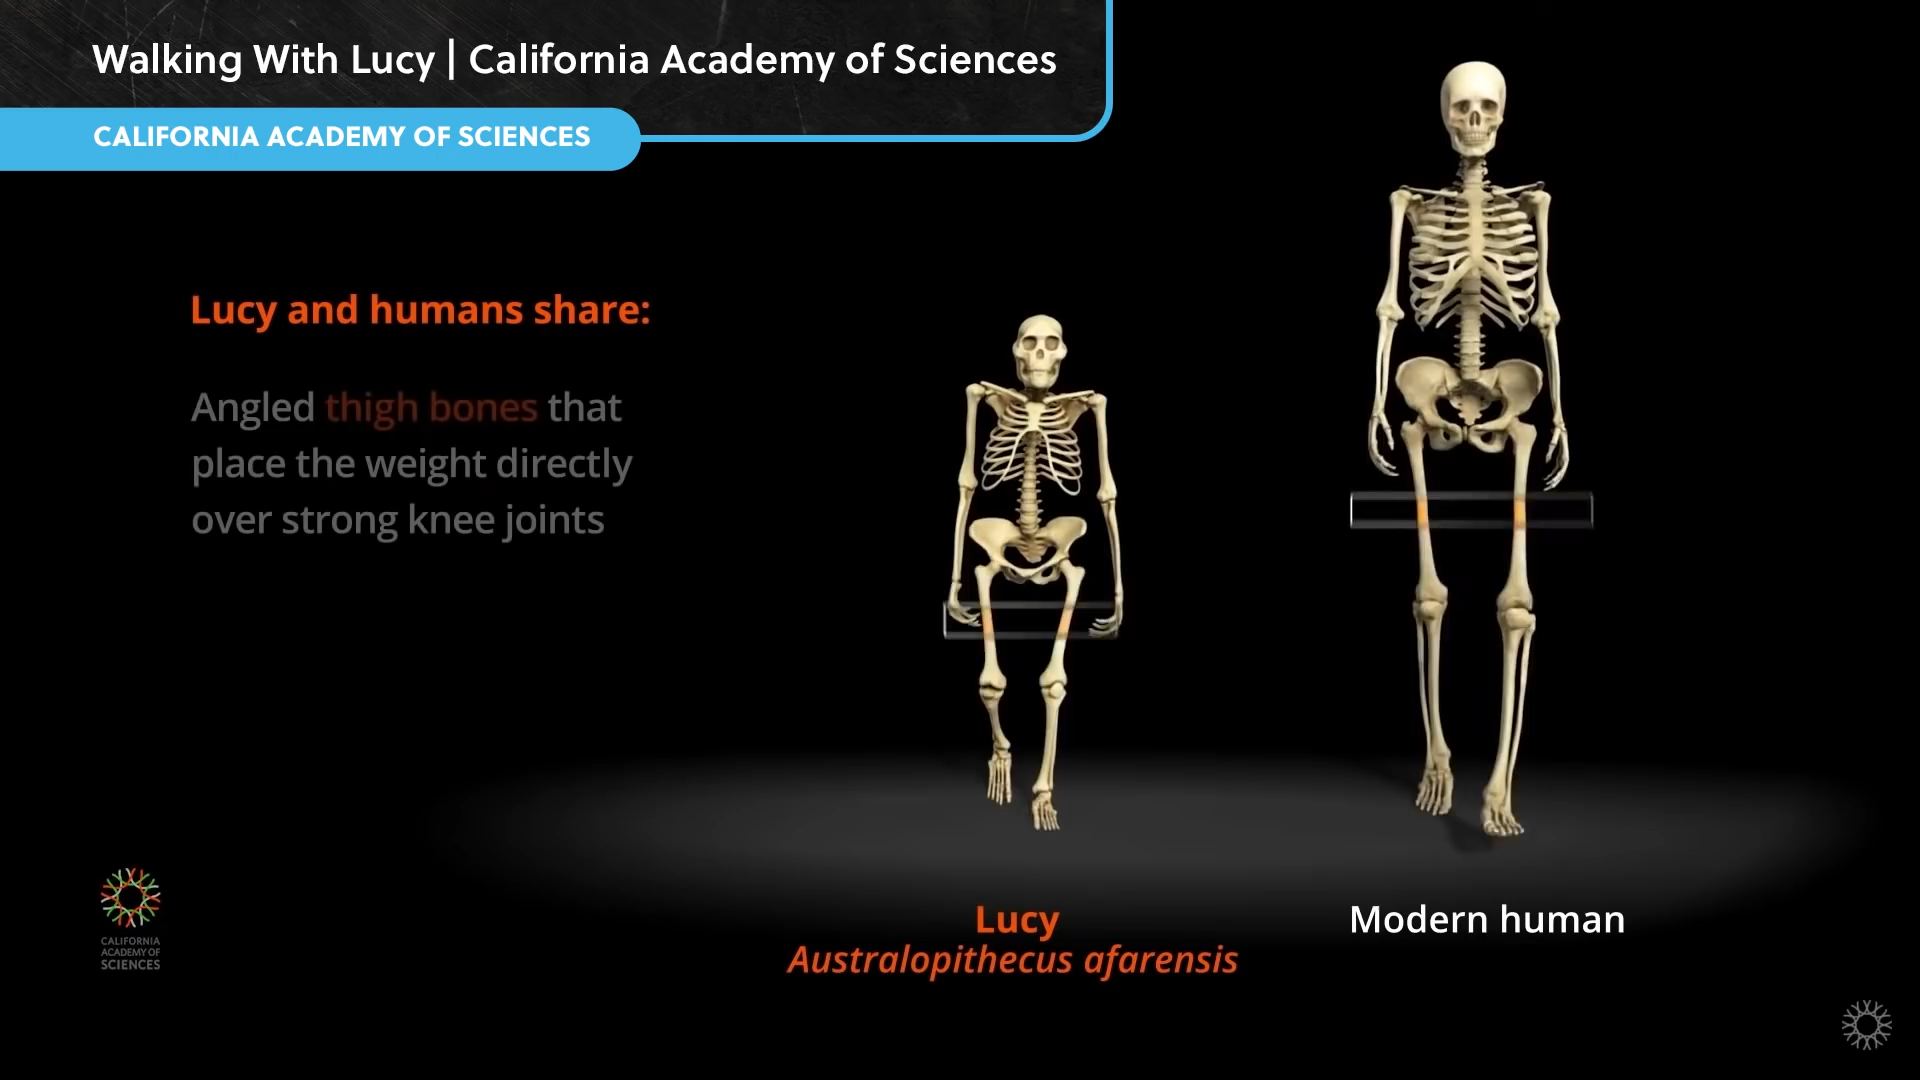 Walking With Lucy | California Academy of Sciences
CALIFORNIA ACADEMY OF SCIENCES
Lucy and humans share:
Angled thigh bones that
place the weight directly
over strong knee joints
Lucy
Australopithecus afarensis
Modern human
CALIFORNIA
ACADEMY OF
SCIENCES